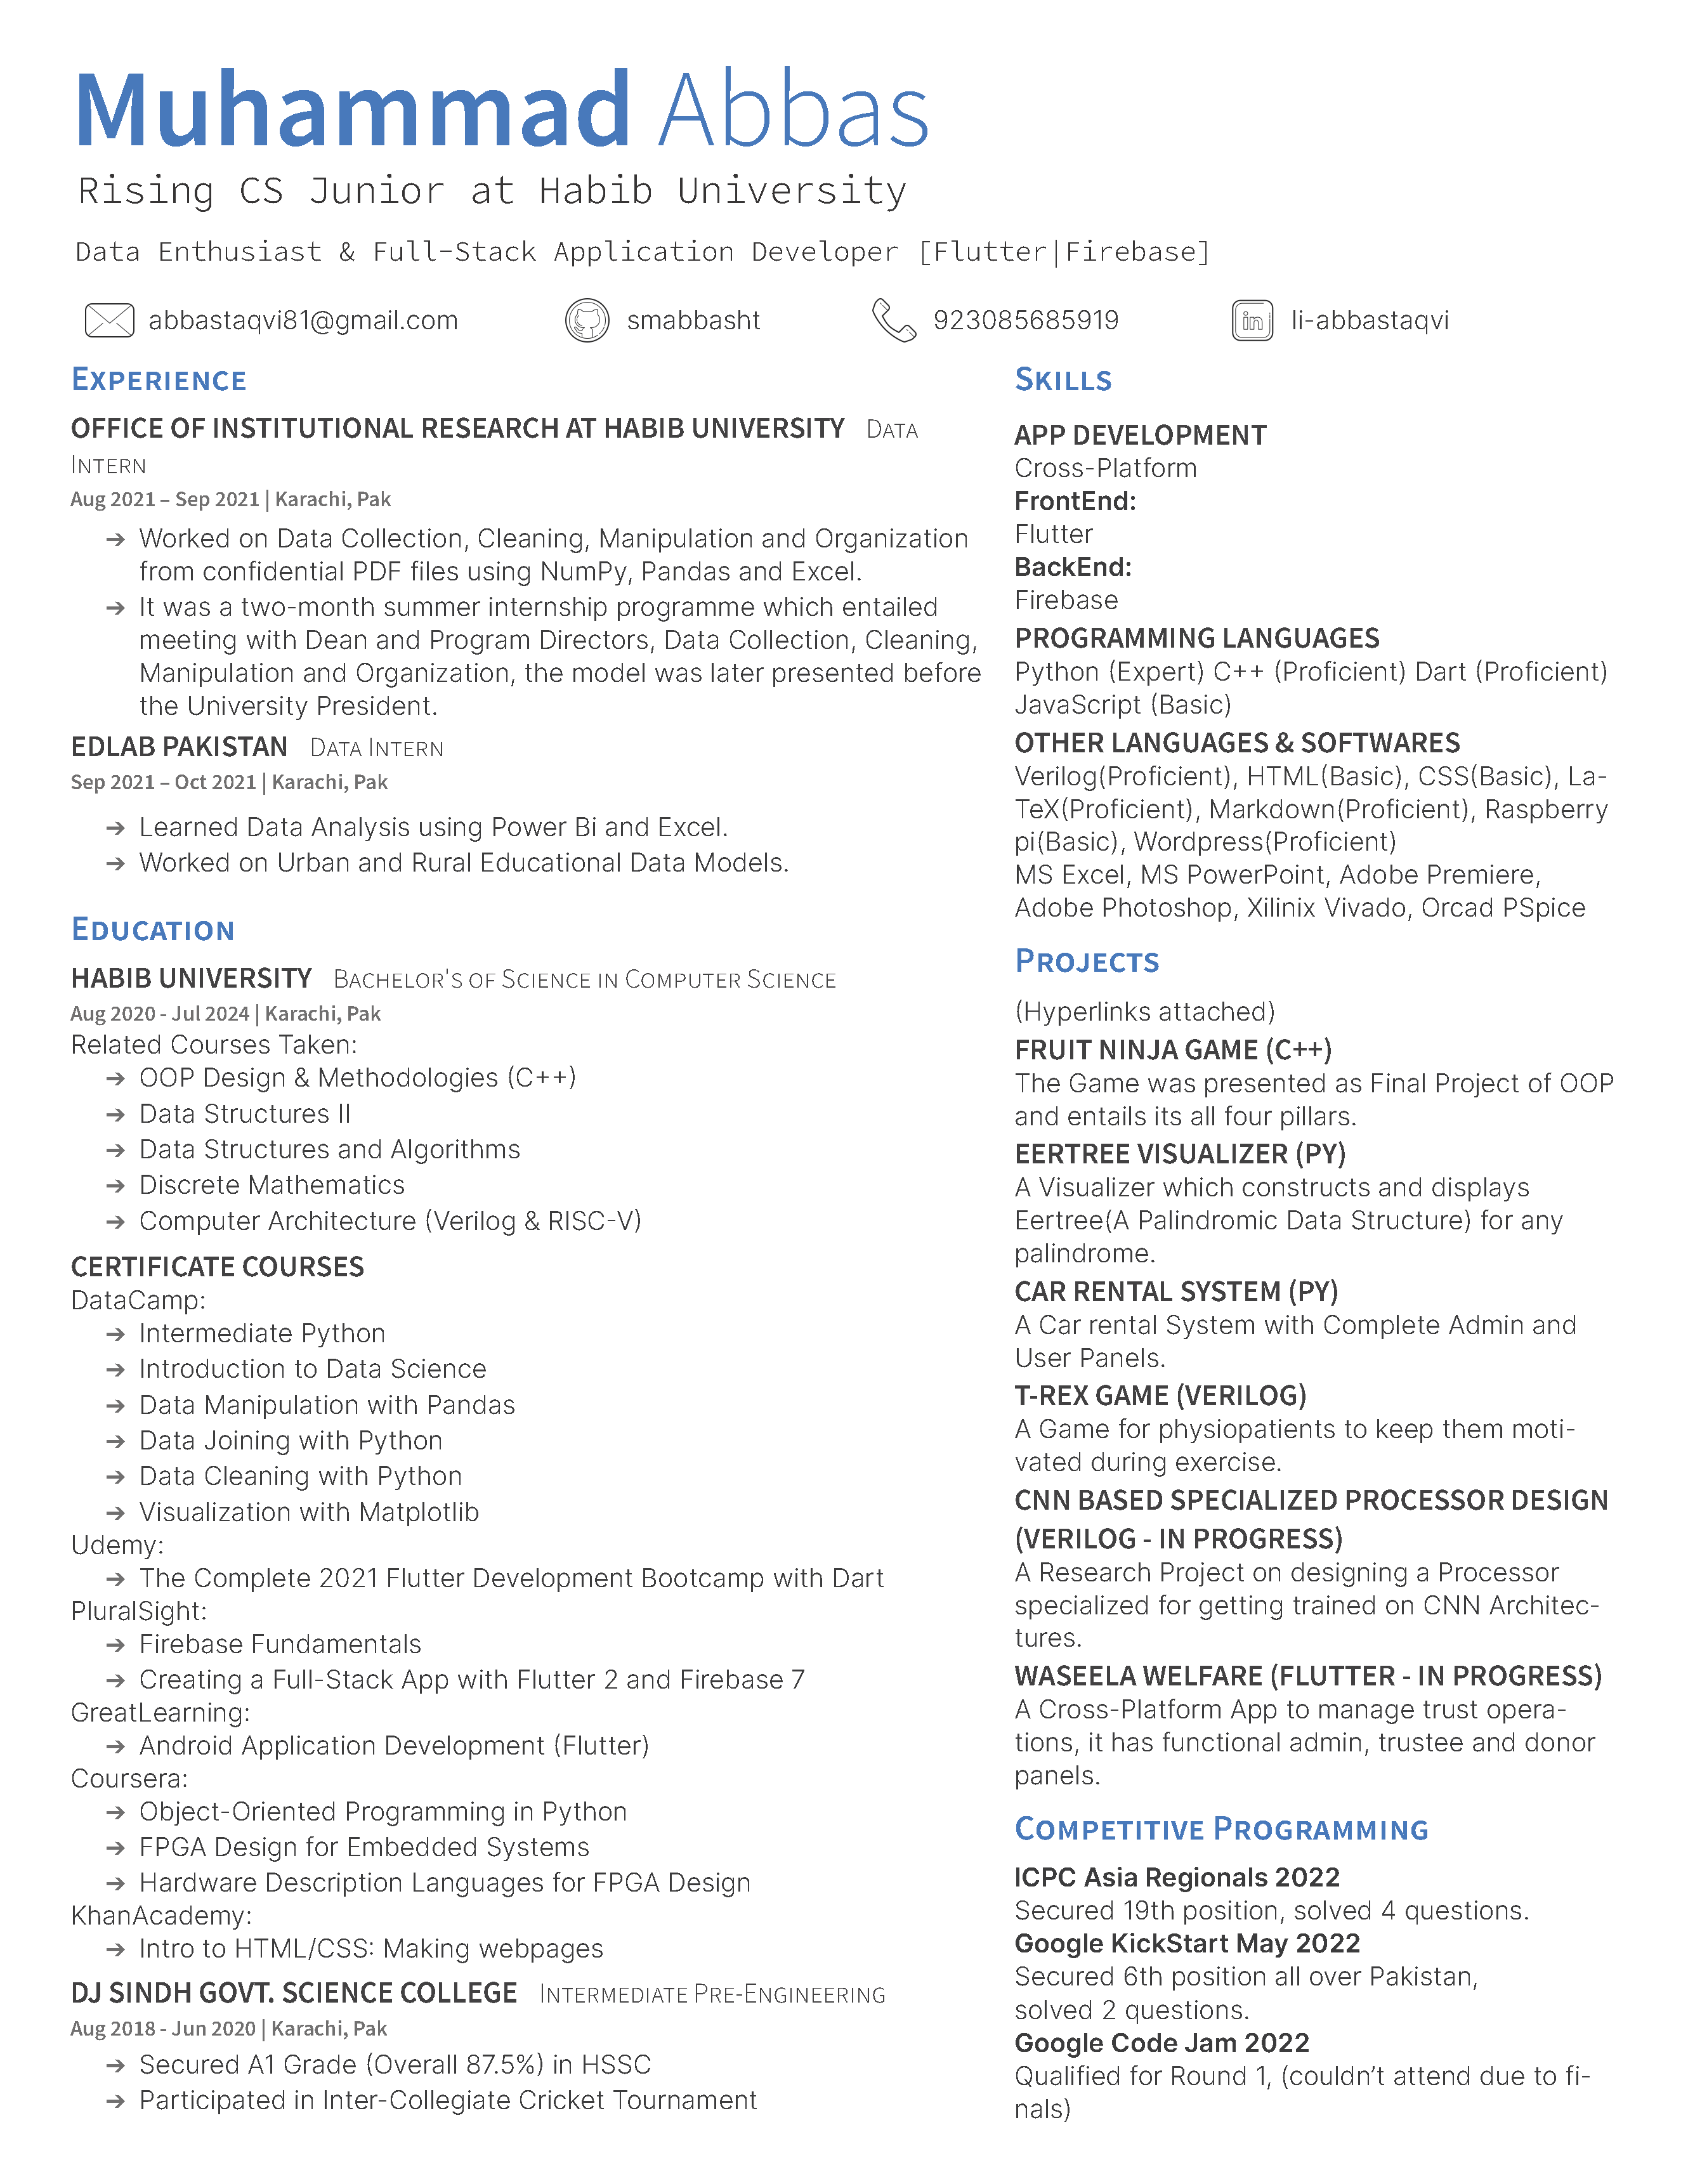 Muhammad Abbas
Rising CS Junior at Habib University
Data Enthusiast & Full-Stack Application Developer [Flutter|Firebase]
abbastaqvi81@gmail.com smabbasht 923085685919 li-abbastaqvi
Experience
OFFICE OF INSTITUTIONAL RESEARCH AT HABIB UNIVERSITY Data
Intern
Aug 2021 – Sep 2021 | Karachi, Pak
➔ Worked on Data Collection, Cleaning, Manipulation and Organization
from confidential PDF files using NumPy, Pandas and Excel.
➔ It was a two-month summer internship programme which entailed
meeting with Dean and Program Directors, Data Collection, Cleaning,
Manipulation and Organization, the model was later presented before
the University President.
EDLAB PAKISTAN Data Intern
Sep 2021 – Oct 2021 | Karachi, Pak
➔ Learned Data Analysis using Power Bi and Excel.
➔ Worked on Urban and Rural Educational Data Models.
Education
HABIB UNIVERSITY Bachelor's of Science in Computer Science
Aug 2020 - Jul 2024 | Karachi, Pak
Related Courses Taken:
➔ OOP Design & Methodologies (C++)
➔ Data Structures II
➔ Data Structures and Algorithms
➔ Discrete Mathematics
➔ Computer Architecture (Verilog & RISC-V)
CERTIFICATE COURSES
DataCamp:
➔ Intermediate Python
➔ Introduction to Data Science
➔ Data Manipulation with Pandas
➔ Data Joining with Python
➔ Data Cleaning with Python
➔ Visualization with Matplotlib
Udemy:
➔ The Complete 2021 Flutter Development Bootcamp with Dart
PluralSight:
➔ Firebase Fundamentals
➔ Creating a Full-Stack App with Flutter 2 and Firebase 7
GreatLearning:
➔ Android Application Development (Flutter)
Coursera:
➔ Object-Oriented Programming in Python
➔ FPGA Design for Embedded Systems
➔ Hardware Description Languages for FPGA Design
KhanAcademy:
➔ Intro to HTML/CSS: Making webpages
DJ SINDH GOVT. SCIENCE COLLEGE Intermediate Pre-Engineering
Aug 2018 - Jun 2020 | Karachi, Pak
➔ Secured A1 Grade (Overall 87.5%) in HSSC
➔ Participated in Inter-Collegiate Cricket Tournament
Skills
APP DEVELOPMENT
Cross-Platform
FrontEnd:
Flutter
BackEnd:
Firebase
PROGRAMMING LANGUAGES
Python (Expert) C++ (Proficient) Dart (Proficient)
JavaScript (Basic)
OTHER LANGUAGES & SOFTWARES
Verilog(Proficient), HTML(Basic), CSS(Basic), La-
TeX(Proficient), Markdown(Proficient), Raspberry
pi(Basic), Wordpress(Proficient)
MS Excel, MS PowerPoint, Adobe Premiere,
Adobe Photoshop, Xilinix Vivado, Orcad PSpice
Projects
(Hyperlinks attached)
FRUIT NINJA GAME (C++)
The Game was presented as Final Project of OOP
and entails its all four pillars.
EERTREE VISUALIZER (PY)
A Visualizer which constructs and displays
Eertree(A Palindromic Data Structure) for any
palindrome.
CAR RENTAL SYSTEM (PY)
A Car rental System with Complete Admin and
User Panels.
T-REX GAME (VERILOG)
A Game for physiopatients to keep them moti-
vated during exercise.
CNN BASED SPECIALIZED PROCESSOR DESIGN
(VERILOG - IN PROGRESS)
A Research Project on designing a Processor
specialized for getting trained on CNN Architec-
tures.
WASEELA WELFARE (FLUTTER - IN PROGRESS)
A Cross-Platform App to manage trust opera-
tions, it has functional admin, trustee and donor
panels.
Competitive Programming
ICPC Asia Regionals 2022
Secured 19th position, solved 4 questions.
Google KickStart May 2022
Secured 6th position all over Pakistan,
solved 2 questions.
Google Code Jam 2022
Qualified for Round 1, (couldn’t attend due to fi-
nals)